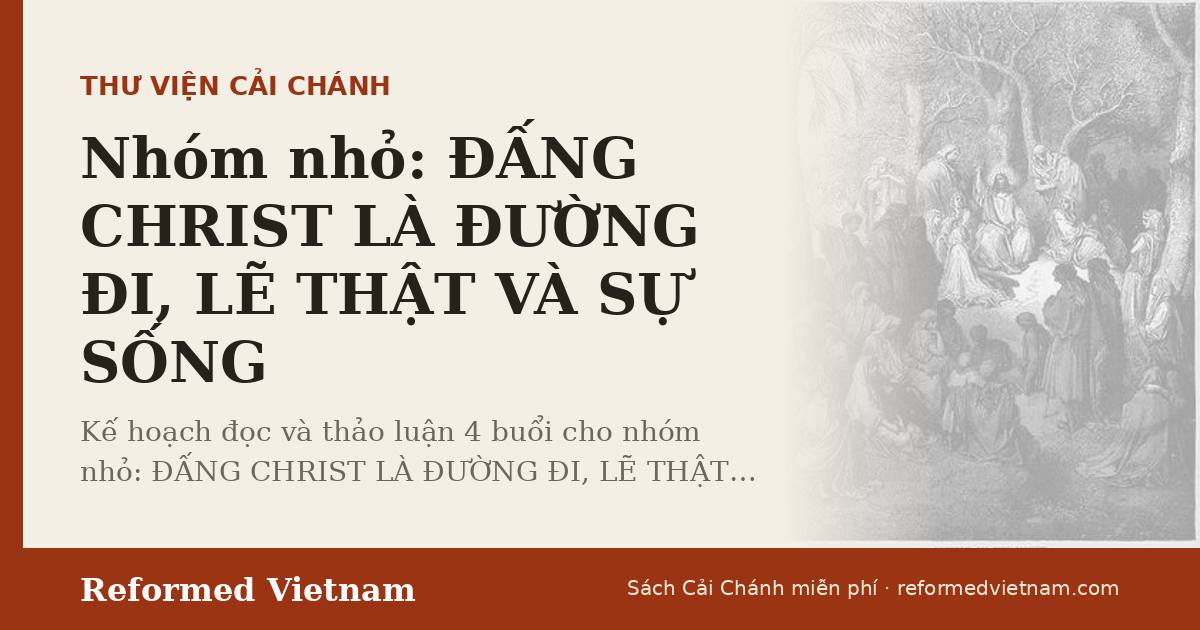 THƯ VIỆN CẢI CHÁNH
Nhóm nhỏ: ĐẤNG
CHRIST LÀ ĐƯỜNG
ĐI, LẼ THẬT VÀ SỰ
SỐNG
Kế hoạch đọc và thảo luận 4 buổi cho nhóm
nhỏ: ĐẤNG CHRIST LÀ ĐƯỜNG ĐI, LẼ THẬT…
Reformed Vietnam
Sách Cải Chánh miễn phí · reformedvietnam.com